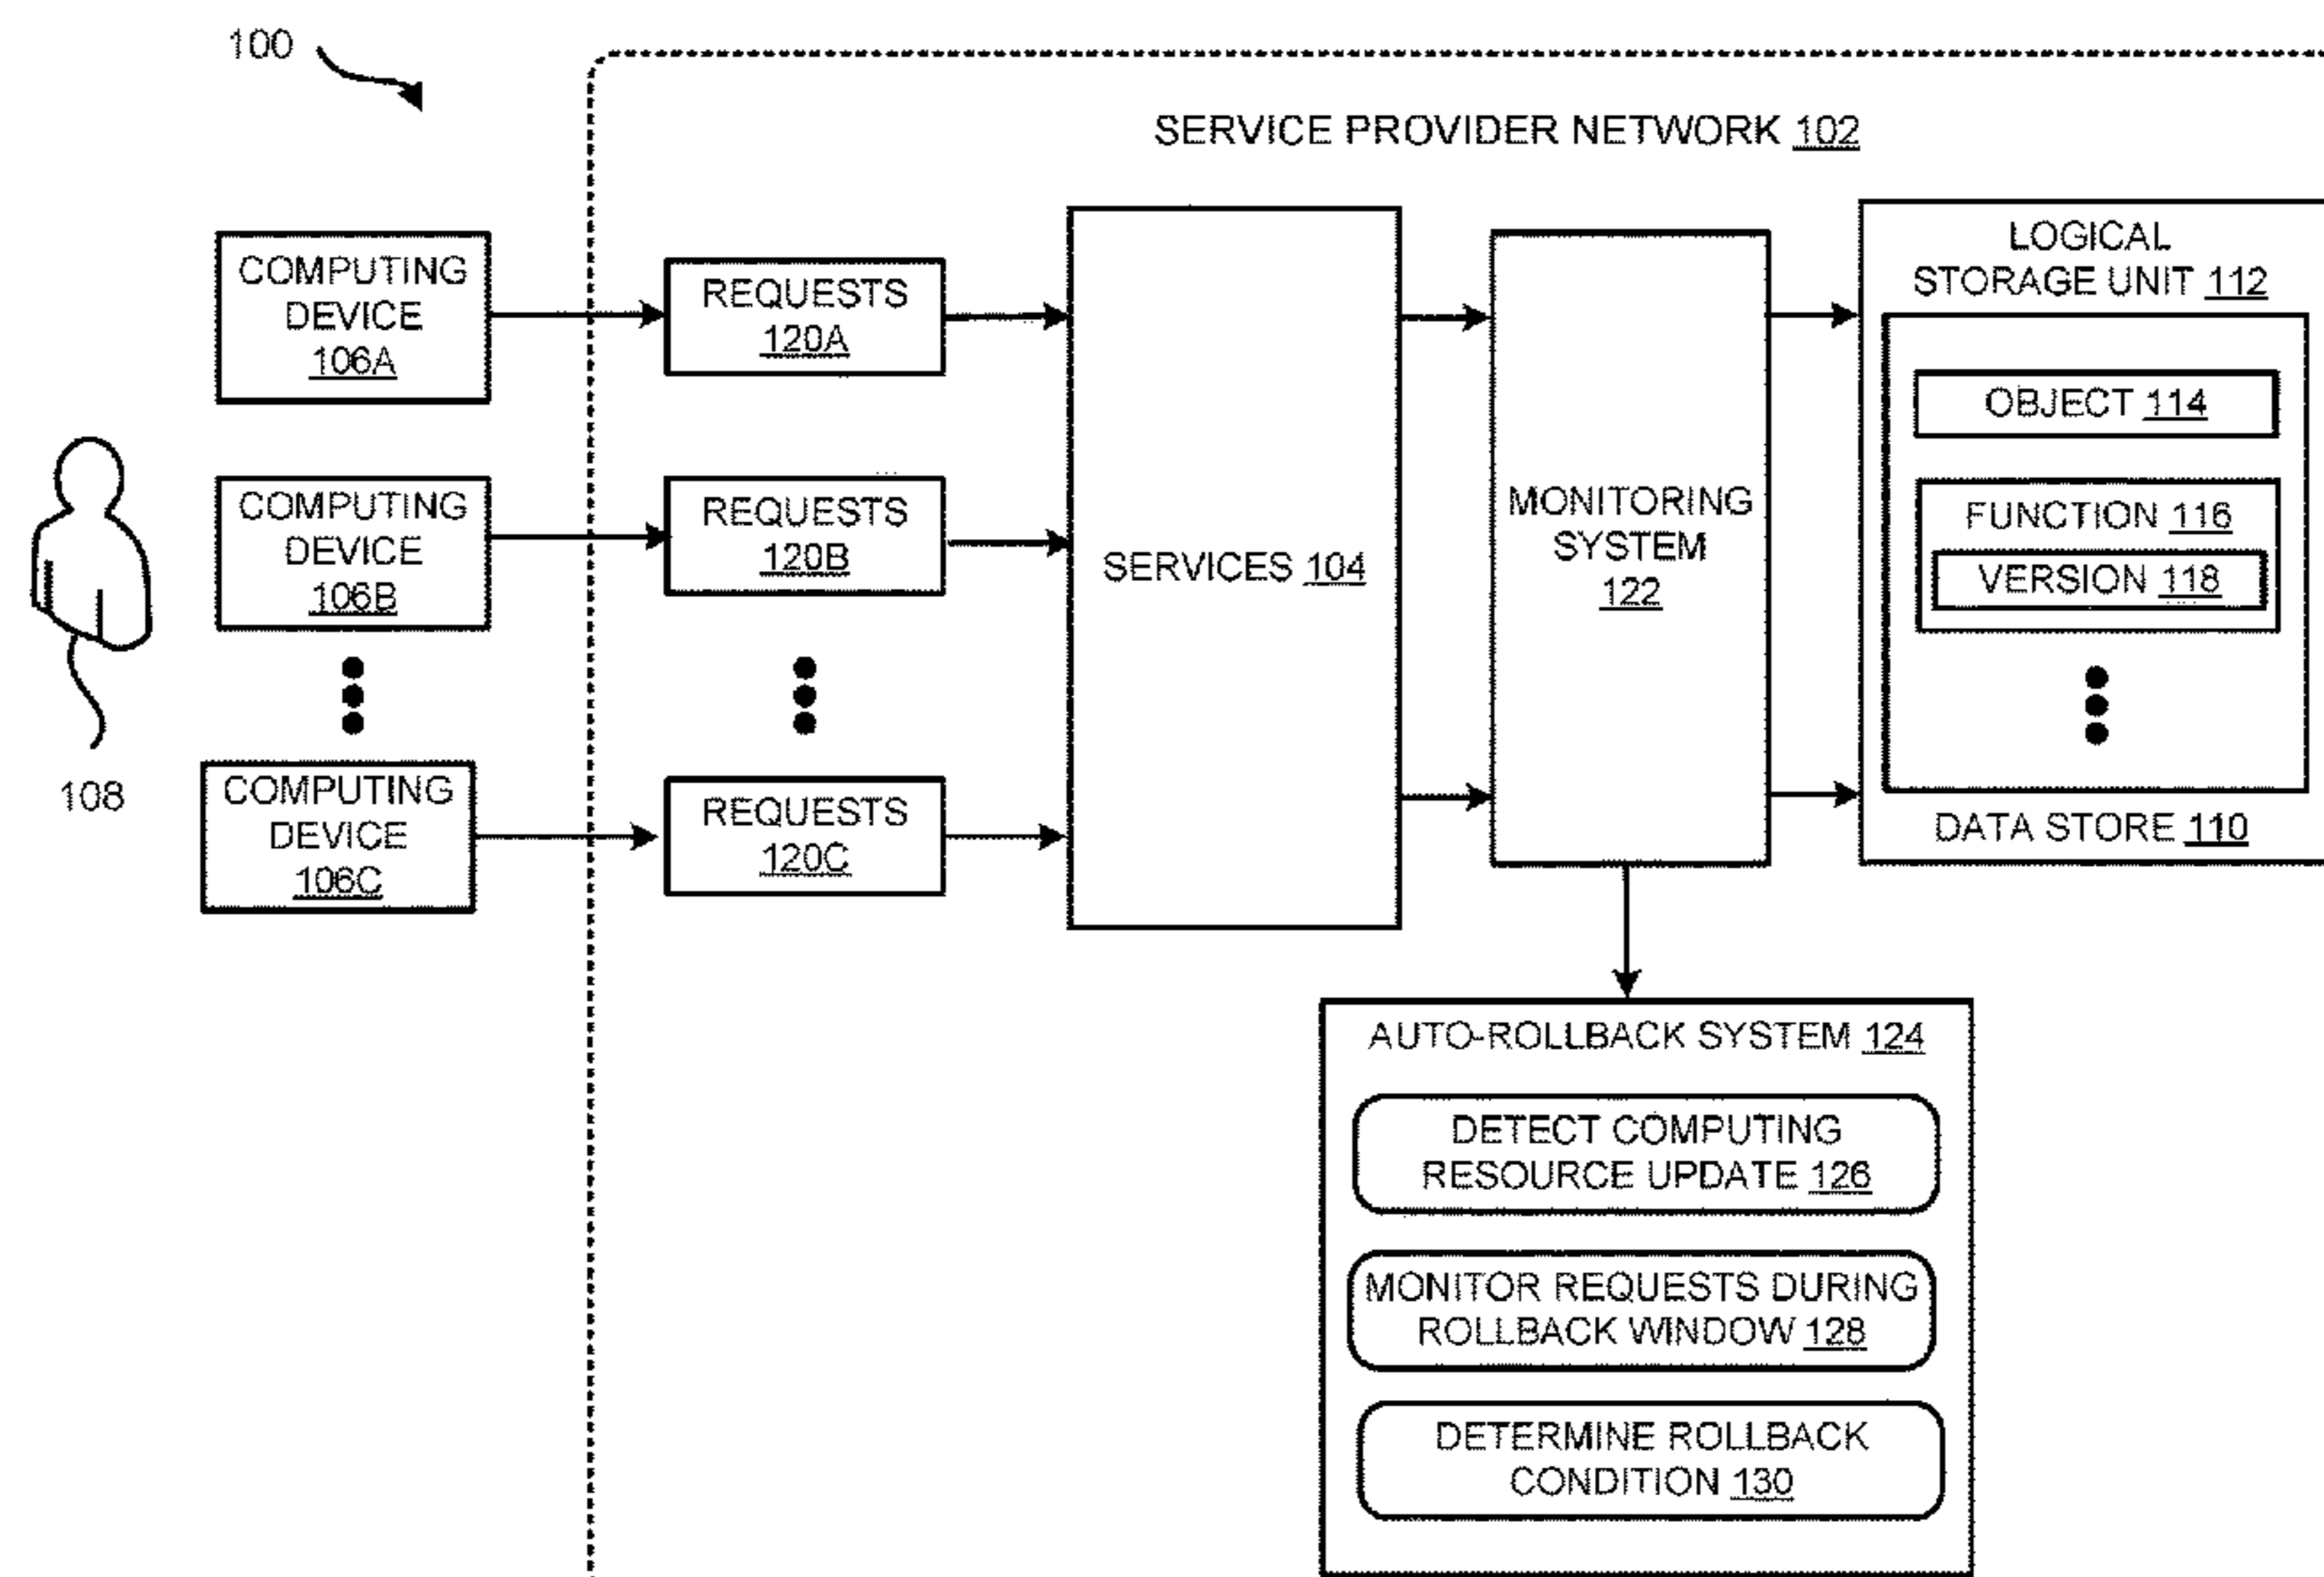 100
SERVICE PROVIDER NETWORK 102
COMPUTING
DEVICE
106A
COMPUTING
DEVICE
106B
COMPUTING
DEVICE
106C
108
REQUESTS
120A
REQUESTS
120B
REQUESTS
120C
SERVICES 104
MONITORING
SYSTEM
122
LOGICAL
STORAGE UNIT 112
OBJECT 114
FUNCTION 116
VERSION 118
DATA STORE 110
AUTO-ROLLBACK SYSTEM 124
DETECT COMPUTING
RESOURCE UPDATE 126
MONITOR REQUESTS DURING
ROLLBACK WINDOW 128
DETERMINE ROLLBACK
CONDITION 130